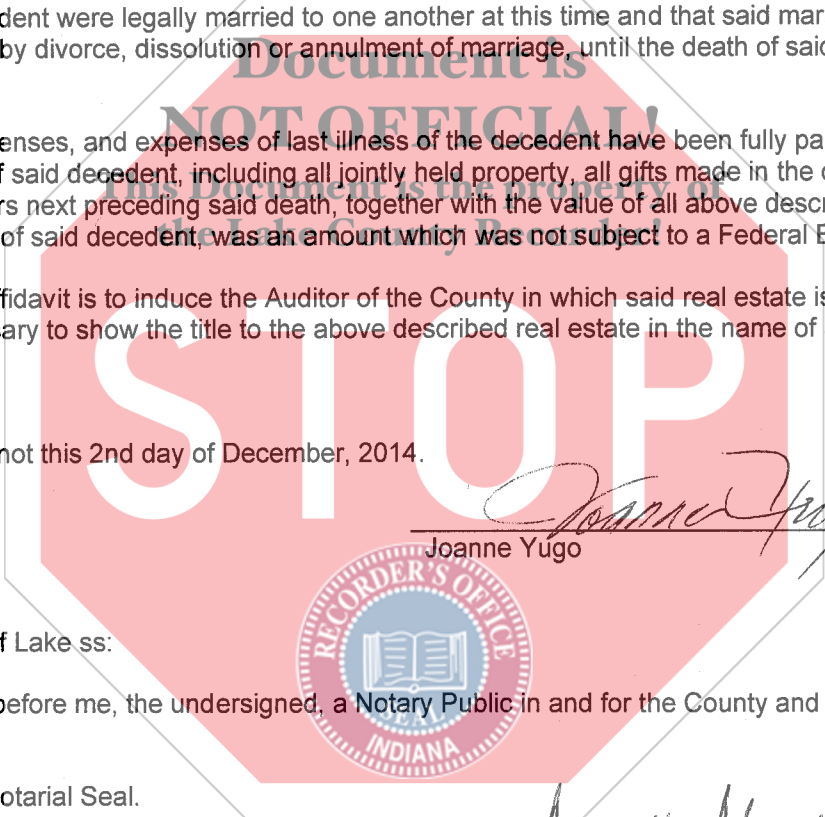 dent were legally married to one another at this time and that said mar
by divorce, dissolution or annulment of marriage, until the death of said
Document is
NOT OFFICIAL!
enses, and expenses of last illness of the decedent have been fully pa
f said decedent, including all jointly held property, all gifts made in the
This Document is the property of
rs next preceding said death, together with the value of all above descr
the Lake County Recorder!
of said decedent, was an amount which was not subject to a Federal E
ffidavit is to induce the Auditor of the County in which said real estate is
ary to show the title to the above described real estate in the name of
STOP
not this 2nd day of December, 2014.
Joanne Yugo
Joanne Yugo
RECORDER'S OFFICE
SEAL
INDIANA
f Lake ss:
before me, the undersigned, a Notary Public in and for the County and
otarial Seal.